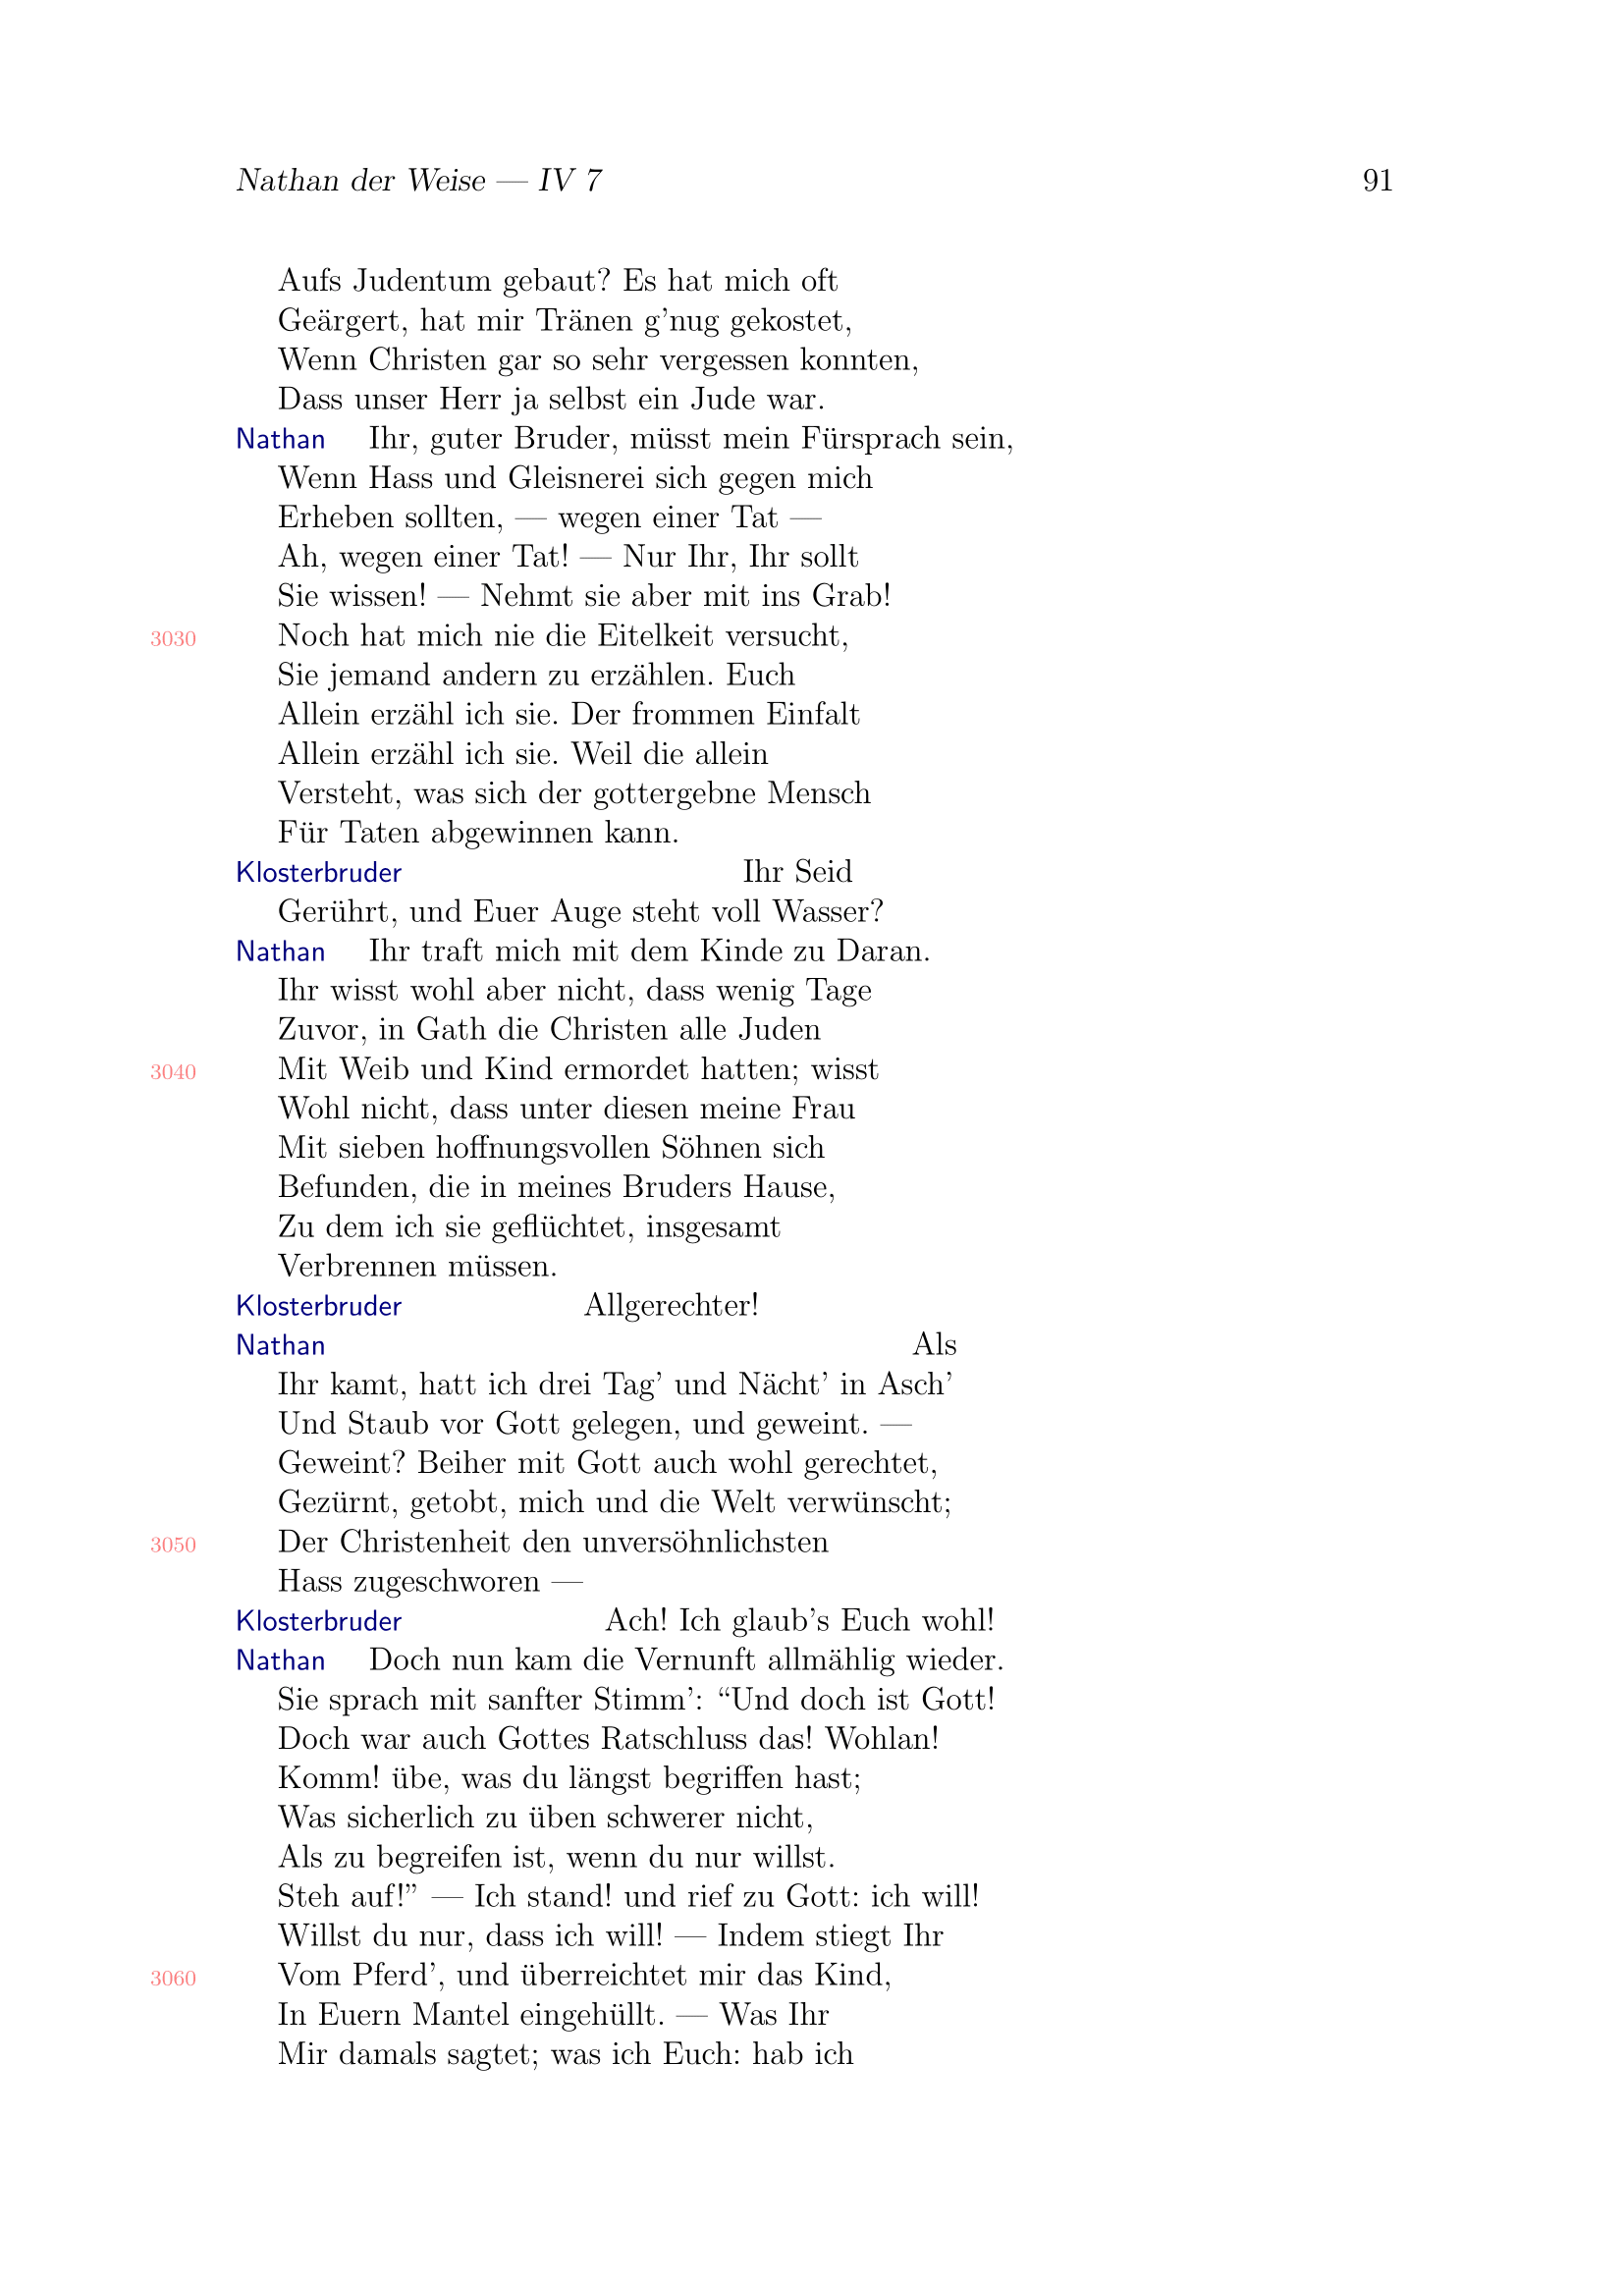 Nathan der Weise — IV 7 91
Aufs Judentum gebaut? Es hat mich oft
Geärgert, hat mir Tränen g’nug gekostet,
Wenn Christen gar so sehr vergessen konnten,
Dass unser Herr ja selbst ein Jude war.
Nathan Ihr, guter Bruder, müsst mein Fürsprach sein,
Wenn Hass und Gleisnerei sich gegen mich
Erheben sollten, — wegen einer Tat —
Ah, wegen einer Tat! — Nur Ihr, Ihr sollt
Sie wissen! — Nehmt sie aber mit ins Grab!
3030 Noch hat mich nie die Eitelkeit versucht,
Sie jemand andern zu erzählen. Euch
Allein erzähl ich sie. Der frommen Einfalt
Allein erzähl ich sie. Weil die allein
Versteht, was sich der gottergebne Mensch
Für Taten abgewinnen kann.
Klosterbruder Ihr Seid
Gerührt, und Euer Auge steht voll Wasser?
Nathan Ihr traft mich mit dem Kinde zu Daran.
Ihr wisst wohl aber nicht, dass wenig Tage
Zuvor, in Gath die Christen alle Juden
3040 Mit Weib und Kind ermordet hatten; wisst
Wohl nicht, dass unter diesen meine Frau
Mit sieben hoffnungsvollen Söhnen sich
Befunden, die in meines Bruders Hause,
Zu dem ich sie geflüchtet, insgesamt
Verbrennen müssen.
Klosterbruder Allgerechter!
Nathan Als
Ihr kamt, hatt ich drei Tag’ und Nächt’ in Asch’
Und Staub vor Gott gelegen, und geweint. —
Geweint? Beiher mit Gott auch wohl gerechtet,
Gezürnt, getobt, mich und die Welt verwünscht;
3050 Der Christenheit den unversöhnlichsten
Hass zugeschworen —
Klosterbruder Ach! Ich glaub’s Euch wohl!
Nathan Doch nun kam die Vernunft allmählig wieder.
Sie sprach mit sanfter Stimm’: “Und doch ist Gott!
Doch war auch Gottes Ratschluss das! Wohlan!
Komm! übe, was du längst begriffen hast;
Was sicherlich zu üben schwerer nicht,
Als zu begreifen ist, wenn du nur willst.
Steh auf!” — Ich stand! und rief zu Gott: ich will!
Willst du nur, dass ich will! — Indem stiegt Ihr
3060 Vom Pferd’, und überreichtet mir das Kind,
In Euern Mantel eingehüllt. — Was Ihr
Mir damals sagtet; was ich Euch: hab ich